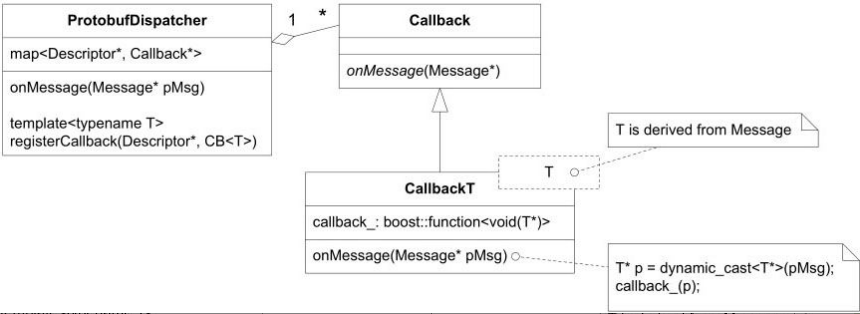 ProtobufDispatcher
map<Descriptor*, Callback*>
onMessage(Message* pMsg)
template<typename T>
registerCallback(Descriptor*, CB<T>)
1
*
Callback
onMessage(Message*)
T is derived from Message
T
CallbackT
callback_: boost::function<void(T*)>
onMessage(Message* pMsg)
T* p = dynamic_cast<T*>(pMsg);
callback_(p);